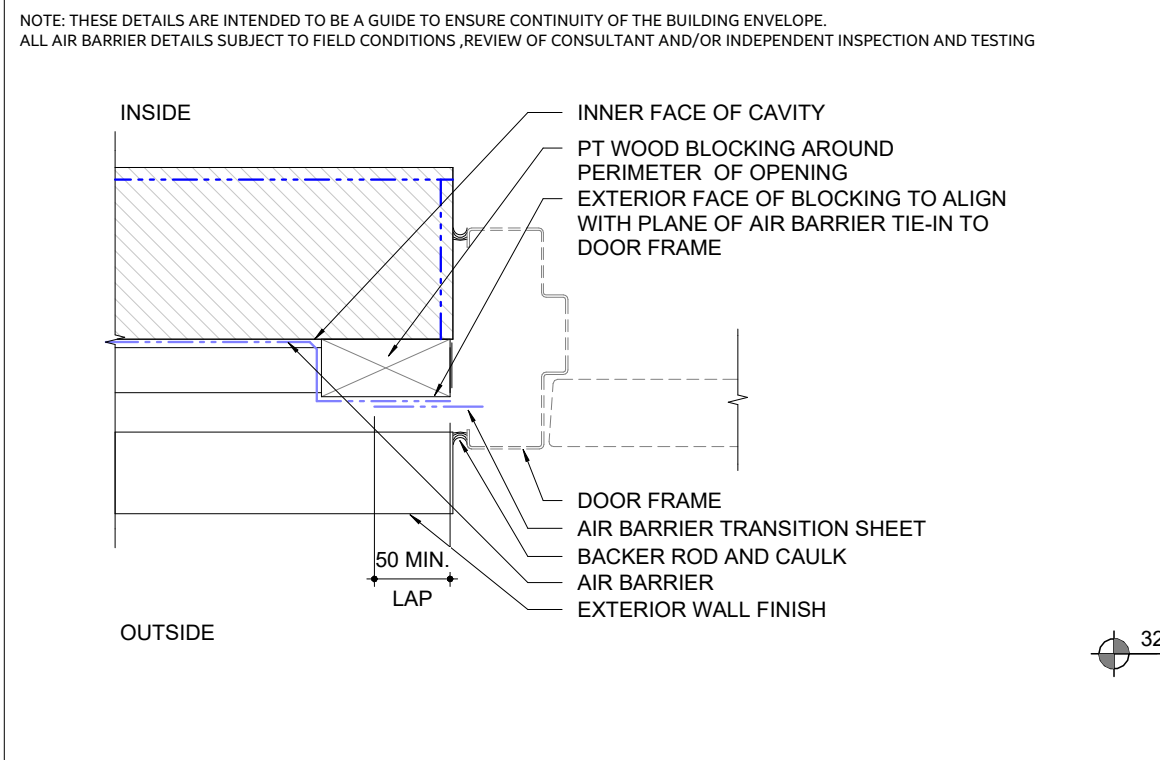 NOTE: THESE DETAILS ARE INTENDED TO BE A GUIDE TO ENSURE CONTINUITY OF THE BUILDING ENVELOPE.
ALL AIR BARRIER DETAILS SUBJECT TO FIELD CONDITIONS ,REVIEW OF CONSULTANT AND/OR INDEPENDENT INSPECTION AND TESTING
INSIDE
INNER FACE OF CAVITY
PT WOOD BLOCKING AROUND
PERIMETER OF OPENING
EXTERIOR FACE OF BLOCKING TO ALIGN
WITH PLANE OF AIR BARRIER TIE-IN TO
DOOR FRAME
DOOR FRAME
AIR BARRIER TRANSITION SHEET
BACKER ROD AND CAULK
AIR BARRIER
EXTERIOR WALL FINISH
50 MIN.
LAP
OUTSIDE
32